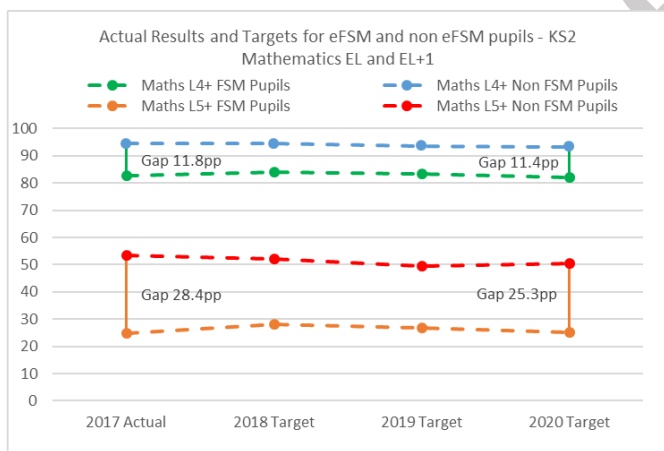 Actual Results and Targets for eFSM and non eFSM pupils - KS2
Mathematics EL and EL+1
Maths L4+ FSM Pupils
Maths L4+ Non FSM Pupils
Maths L5+ FSM Pupils
Maths L5+ Non FSM Pupils
100
90
80
70
60
50
40
30
20
10
0
Gap 11.8pp
Gap 11.4pp
Gap 28.4pp
Gap 25.3pp
2017 Actual
2018 Target
2019 Target
2020 Target